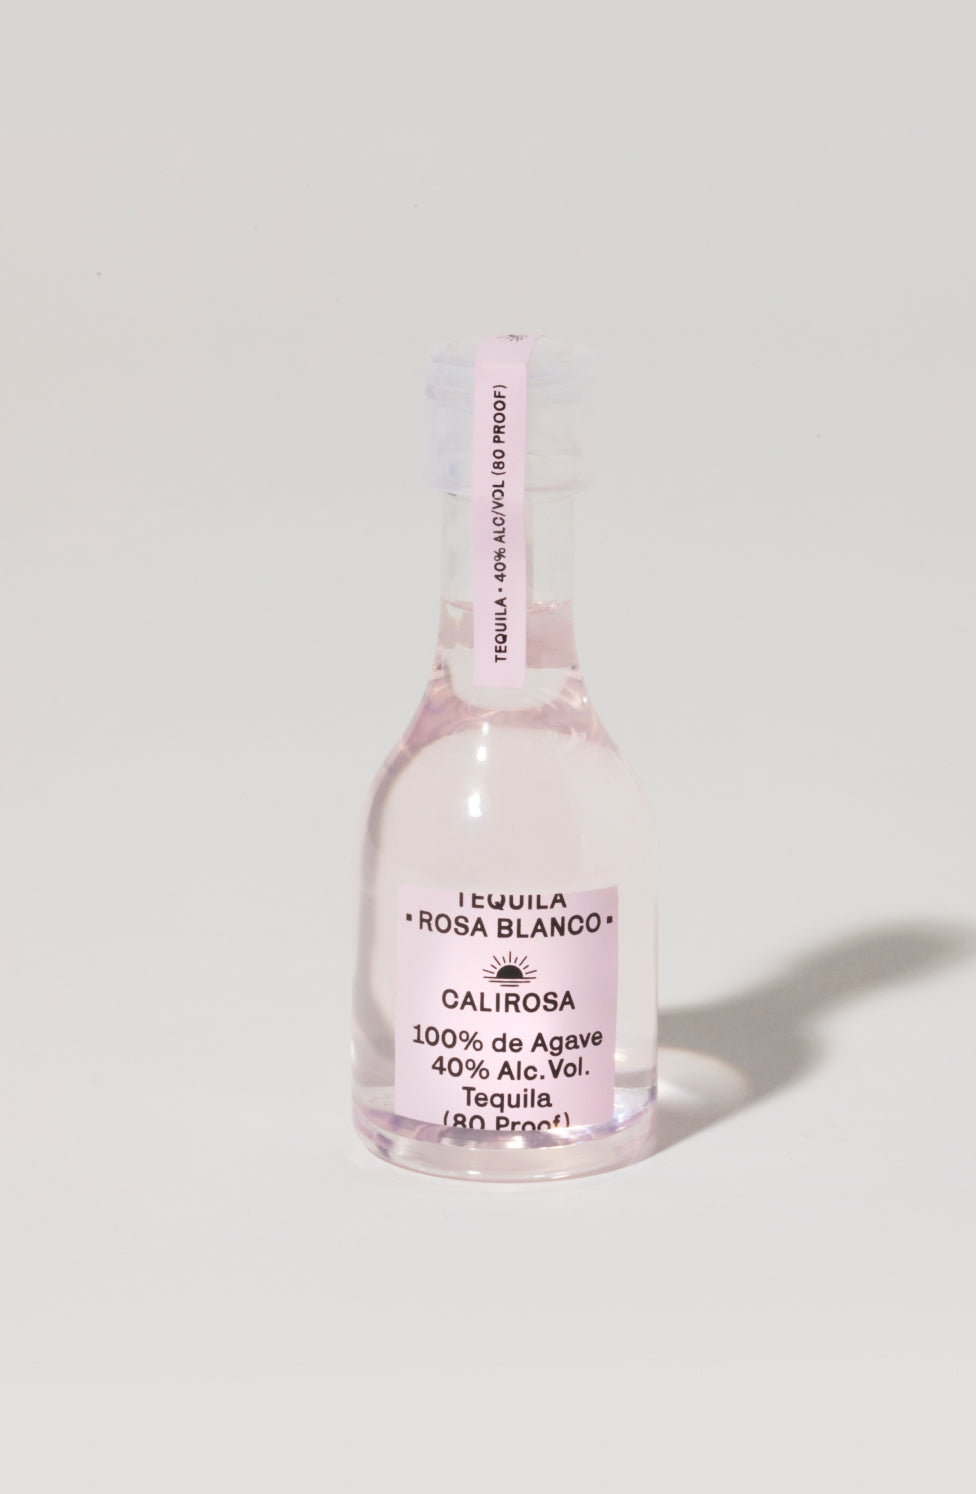 TEQUILA • 40% ALC/VOL (80 PROOF)
TEQUILA
• ROSA BLANCO •
CALIROSA
100% de Agave
40% Alc. Vol.
Tequila
(80 Proof)